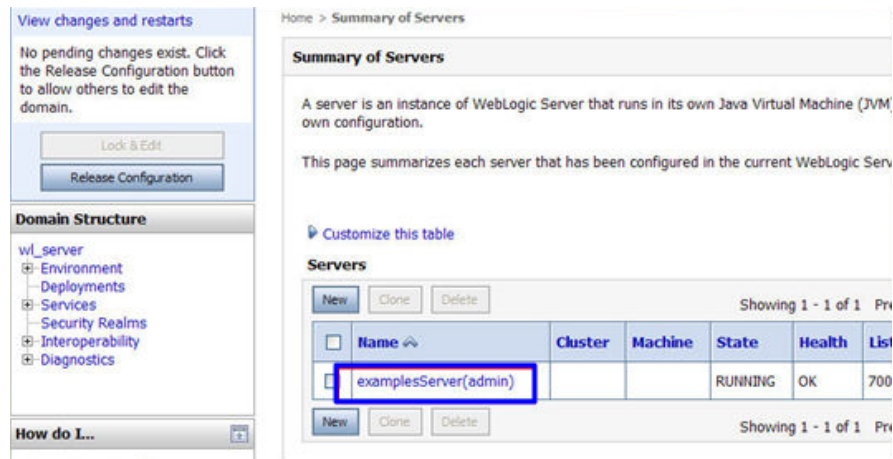 View changes and restarts
No pending changes exist. Click
the Release Configuration button
to allow others to edit the
domain.
Lock & Edit
Release Configuration
Domain Structure
wl_server
Environment
Deployments
Services
Security Realms
Interoperability
Diagnostics
How do I...
Home > Summary of Servers
Summary of Servers
A server is an instance of WebLogic Server that runs in its own Java Virtual Machine (JVM)
own configuration.
This page summarizes each server that has been configured in the current WebLogic Serv
Customize this table
Servers
New Clone Delete Showing 1 - 1 of 1 Pre
Name Cluster Machine State Health List
examplesServer(admin) RUNNING OK 700
New Clone Delete Showing 1 - 1 of 1 Pre